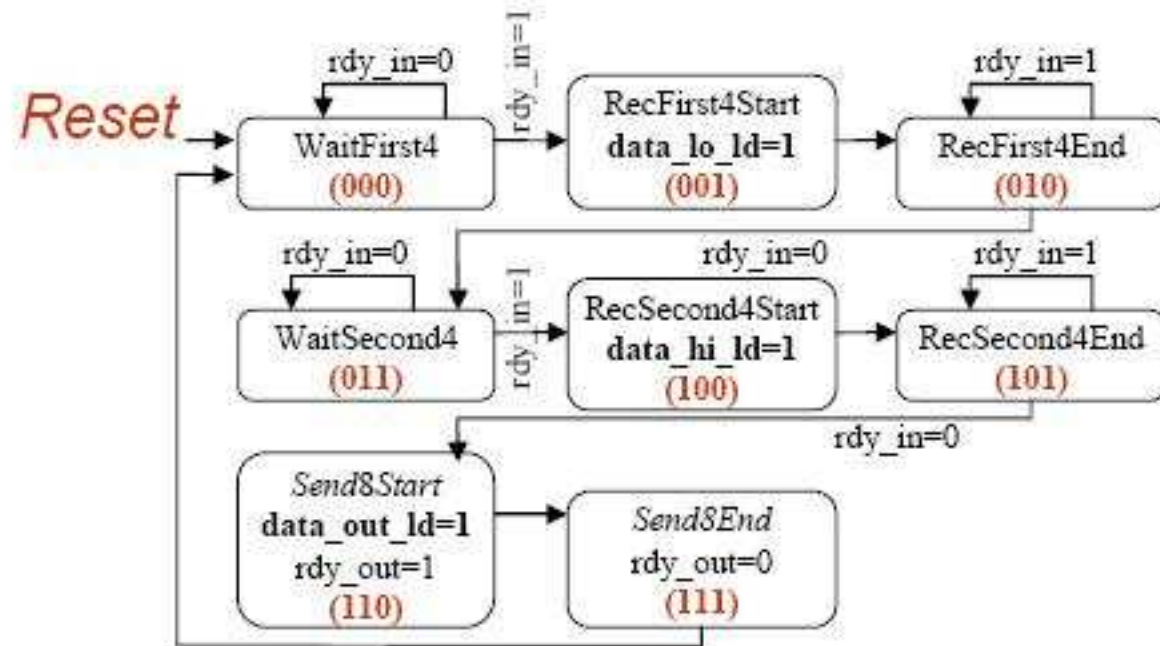 rdy_in=0
rdy_in=1
rdy_in=1
Reset
WaitFirst4
(000)
RecFirst4Start
data_lo_ld=1
(001)
RecFirst4End
(010)
rdy_in=0
rdy_in=1
rdy_in=0
rdy_in=1
WaitSecond4
(011)
RecSecond4Start
data_hi_ld=1
(100)
RecSecond4End
(101)
rdy_in=0
Send8Start
data_out_ld=1
rdy_out=1
(110)
Send8End
rdy_out=0
(111)